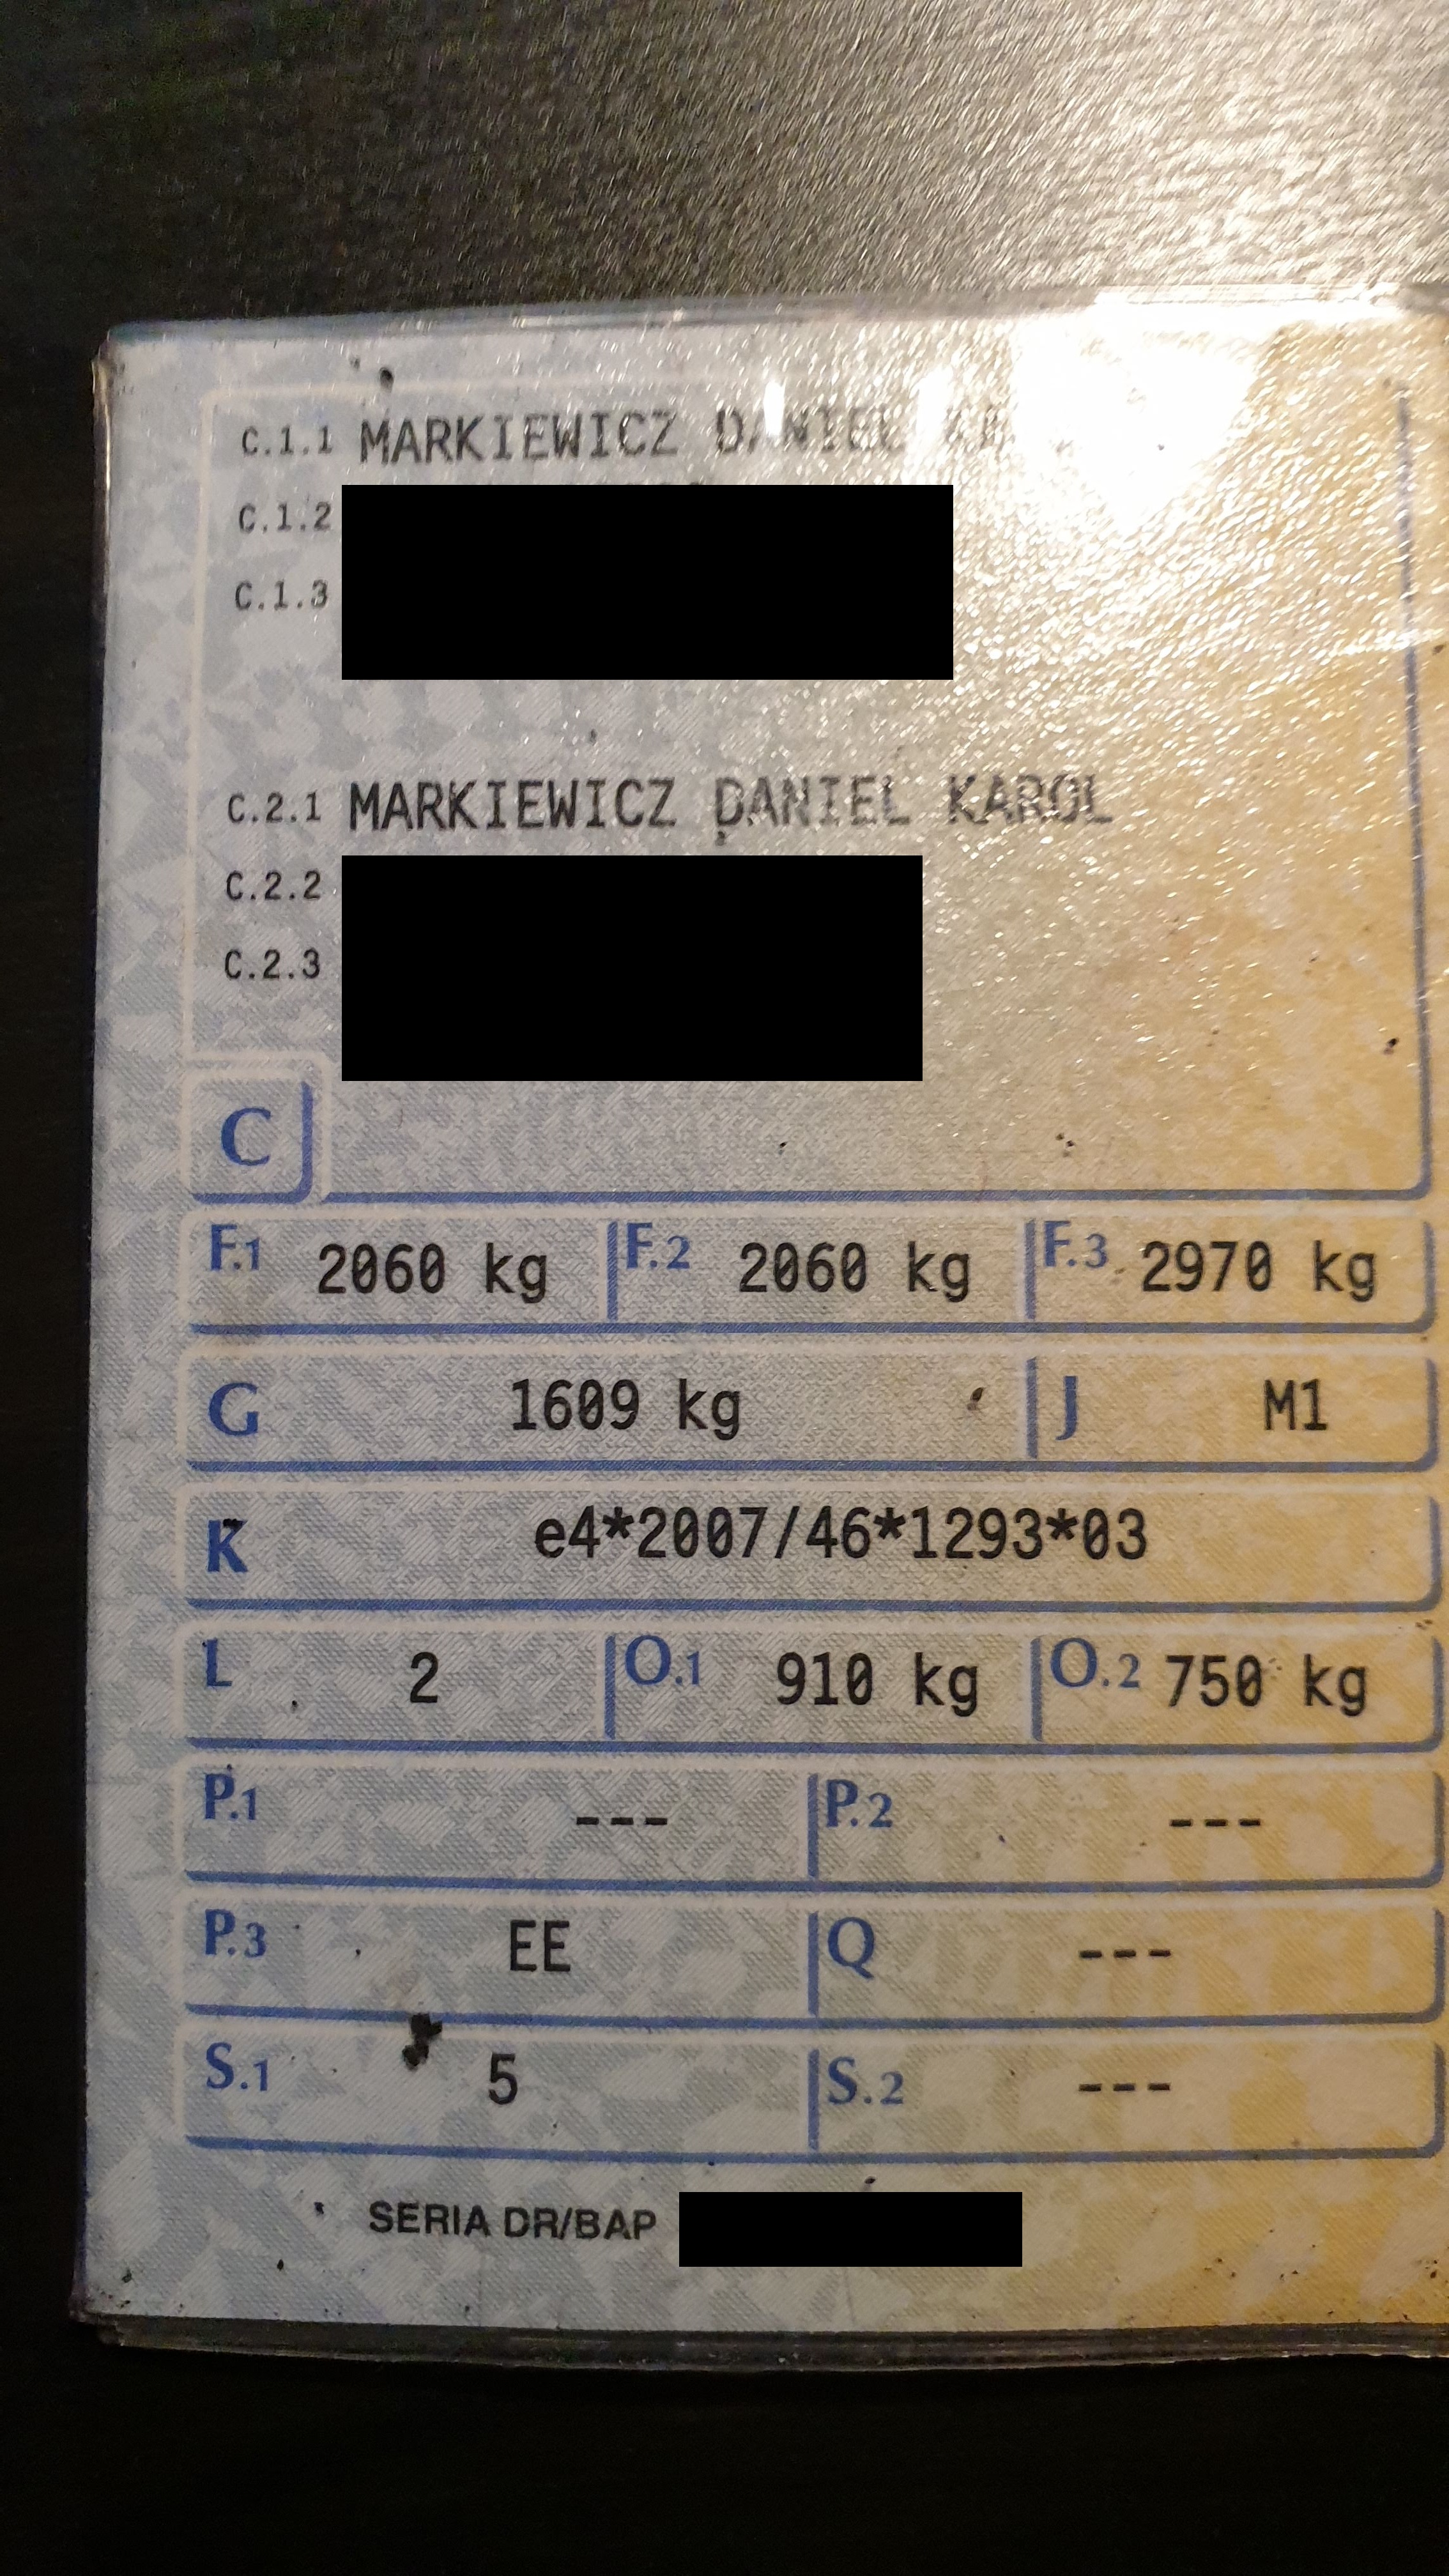 C.1.1 MARKIEWICZ DANIEL
C.1.2
C.1.3
C.2.1 MARKIEWICZ DANIEL KAROL
C.2.2
C.2.3
C
F.1 2060 kg F.2 2060 kg F.3 2970 kg
G 1609 kg J M1
K e4*2007/46*1293*03
L 2 O.1 910 kg O.2 750 kg
P.1 --- P.2 ---
P.3 EE Q ---
S.1 5 S.2 ---
SERIA DR/BAP